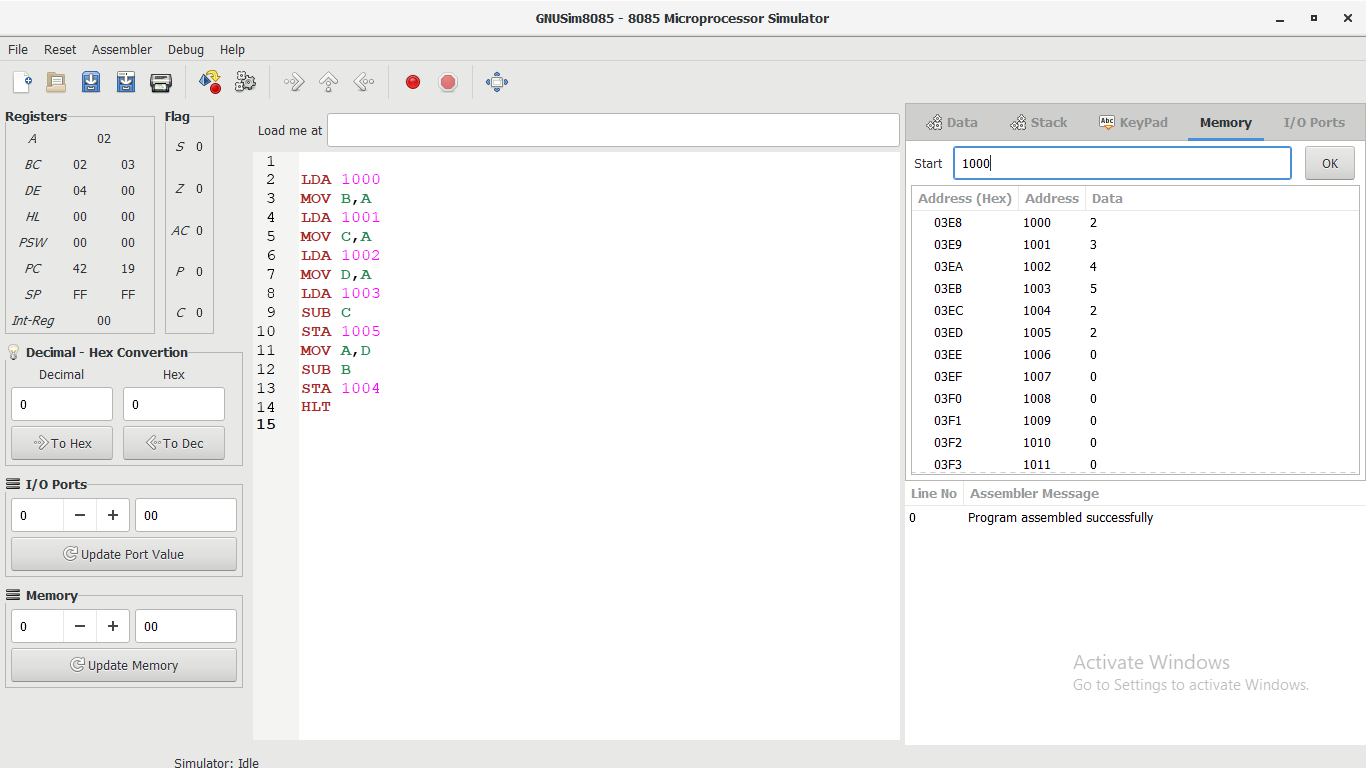 GNUSim8085 - 8085 Microprocessor Simulator
File Reset Assembler Debug Help
Registers
A 02
BC 02 03
DE 04 00
HL 00 00
PSW 00 00
PC 42 19
SP FF FF
Int-Reg 00
Flag
S 0
Z 0
AC 0
P 0
C 0
Decimal - Hex Convertion
Decimal Hex
0 0
To Hex To Dec
I/O Ports
0 − + 00
Update Port Value
Memory
0 − + 00
Update Memory
Load me at
1
2 LDA 1000
3 MOV B,A
4 LDA 1001
5 MOV C,A
6 LDA 1002
7 MOV D,A
8 LDA 1003
9 SUB C
10 STA 1005
11 MOV A,D
12 SUB B
13 STA 1004
14 HLT
15
Data Stack Abc KeyPad Memory I/O Ports
Start 1000 OK
Address (Hex) Address Data
03E8 1000 2
03E9 1001 3
03EA 1002 4
03EB 1003 5
03EC 1004 2
03ED 1005 2
03EE 1006 0
03EF 1007 0
03F0 1008 0
03F1 1009 0
03F2 1010 0
03F3 1011 0
Line No Assembler Message
0 Program assembled successfully
Activate Windows
Go to Settings to activate Windows.
Simulator: Idle